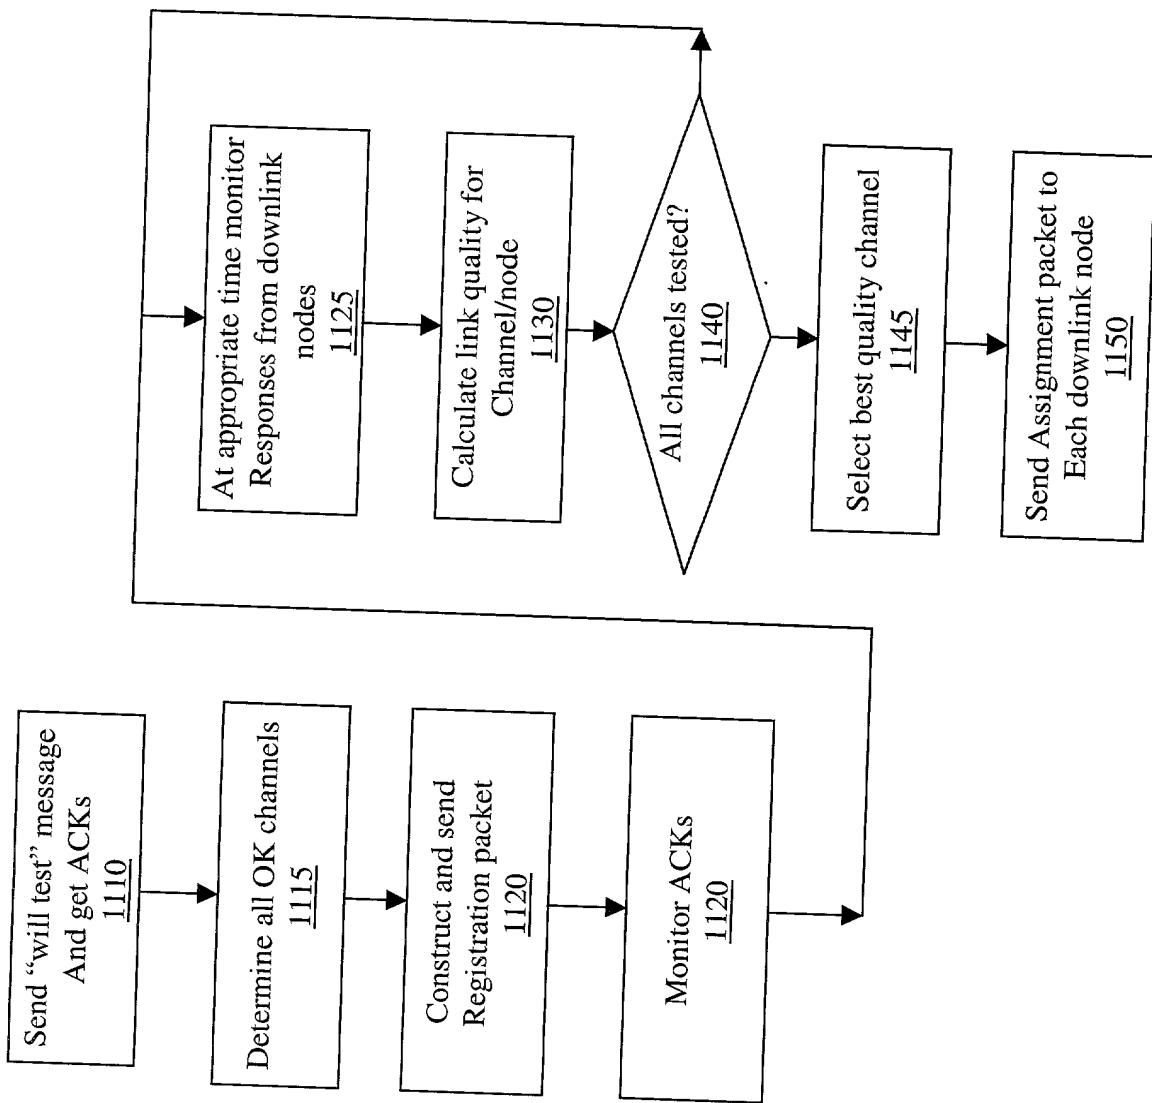 Send “will test” message
And get ACKs
1110
Determine all OK channels
1115
Construct and send
Registration packet
1120
Monitor ACKs
1120
At appropriate time monitor
Responses from downlink
nodes
1125
Calculate link quality for
Channel/node
1130
All channels tested?
1140
Select best quality channel
1145
Send Assignment packet to
Each downlink node
1150